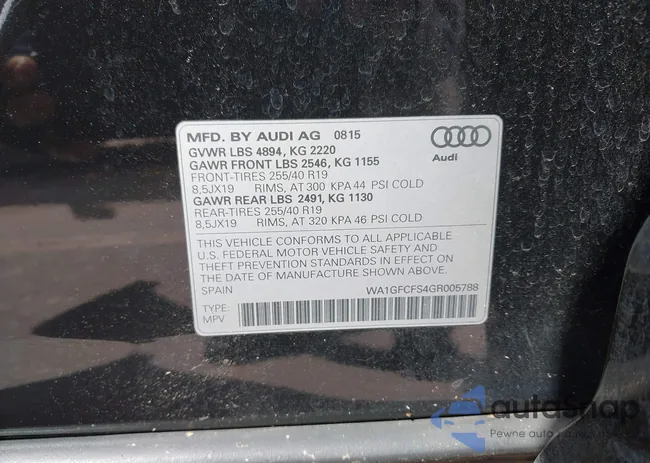 MFD. BY AUDI AG 0815
GVWR LBS 4894, KG 2220
GAWR FRONT LBS 2546, KG 1155
FRONT-TIRES 255/40 R19
8,5JX19 RIMS, AT 300 KPA 44 PSI COLD
GAWR REAR LBS 2491, KG 1130
REAR-TIRES 255/40 R19
8,5JX19 RIMS, AT 320 KPA 46 PSI COLD
Audi
THIS VEHICLE CONFORMS TO ALL APPLICABLE
U.S. FEDERAL MOTOR VEHICLE SAFETY AND
THEFT PREVENTION STANDARDS IN EFFECT ON
THE DATE OF MANUFACTURE SHOWN ABOVE.
SPAIN WA1GFCFS4GR005788
TYPE:
MPV
autosnap
Pewne auto